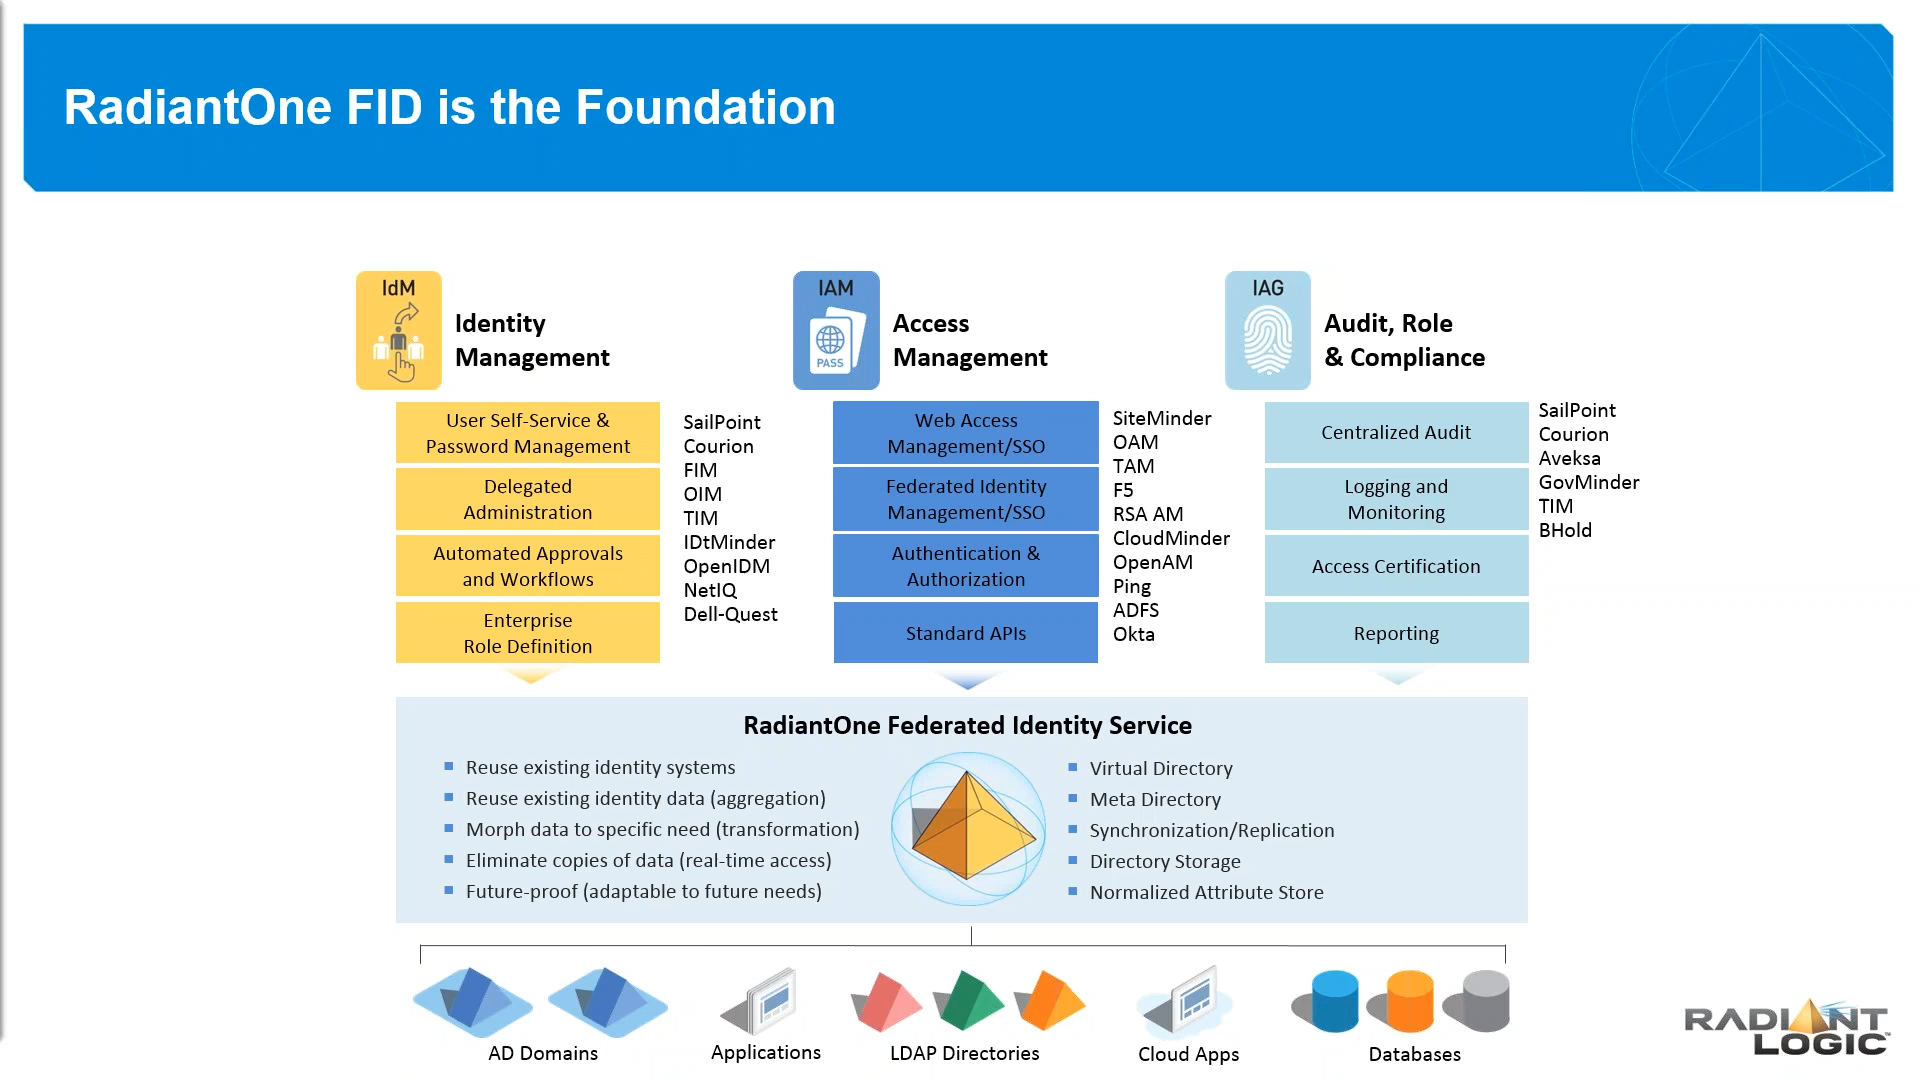 RadiantOne FID is the Foundation
IdM
Identity
Management
User Self-Service &
Password Management
Delegated
Administration
Automated Approvals
and Workflows
Enterprise
Role Definition
SailPoint
Courion
FIM
OIM
TIM
IDtMinder
OpenIDM
NetIQ
Dell-Quest
IAM
PASS
Access
Management
Web Access
Management/SSO
Federated Identity
Management/SSO
Authentication &
Authorization
Standard APIs
SiteMinder
OAM
TAM
F5
RSA AM
CloudMinder
OpenAM
Ping
ADFS
Okta
IAG
Audit, Role
& Compliance
Centralized Audit
Logging and
Monitoring
Access Certification
Reporting
SailPoint
Courion
Aveksa
GovMinder
TIM
BHold
RadiantOne Federated Identity Service
Reuse existing identity systems
Reuse existing identity data (aggregation)
Morph data to specific need (transformation)
Eliminate copies of data (real-time access)
Future-proof (adaptable to future needs)
Virtual Directory
Meta Directory
Synchronization/Replication
Directory Storage
Normalized Attribute Store
AD Domains
Applications
LDAP Directories
Cloud Apps
Databases
RADIANT
LOGIC™